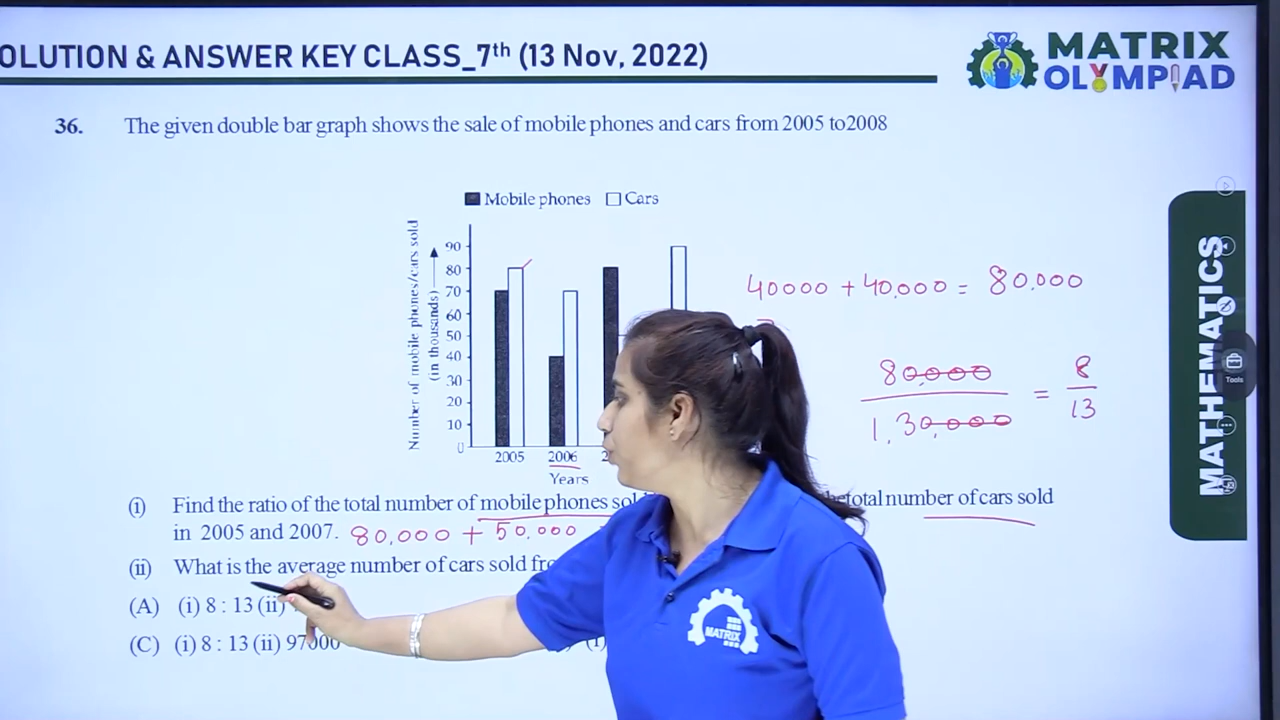 OLUTION & ANSWER KEY CLASS_7th (13 Nov, 2022)
MATRIX
OLYMPIAD
36. The given double bar graph shows the sale of mobile phones and cars from 2005 to2008
Mobile phones Cars
Number of mobile phones/cars sold
(in thousands)
90
80
70
60
50
40
30
20
10
0
2005 2006 2
Years
40000 + 40,000 = 80,000
80,000 / 1,30,000 = 8/13
MATHEMATICS
Tools
(i) Find the ratio of the total number of mobile phones sol total number of cars sold
in 2005 and 2007. 80,000 + 50,000
(ii) What is the average number of cars sold fr
(A) (i) 8 : 13 (ii)
(C) (i) 8 : 13 (ii) 97000 (i)
MATRIX